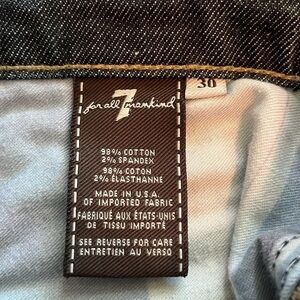 7
for all mankind
30
98% COTTON
2% SPANDEX
98% COTON
2% ÉLASTHANNE
MADE IN U.S.A.
OF IMPORTED FABRIC
FABRIQUÉ AUX ÉTATS-UNIS
DE TISSU IMPORTÉ
SEE REVERSE FOR CARE
ENTRETIEN AU VERSO